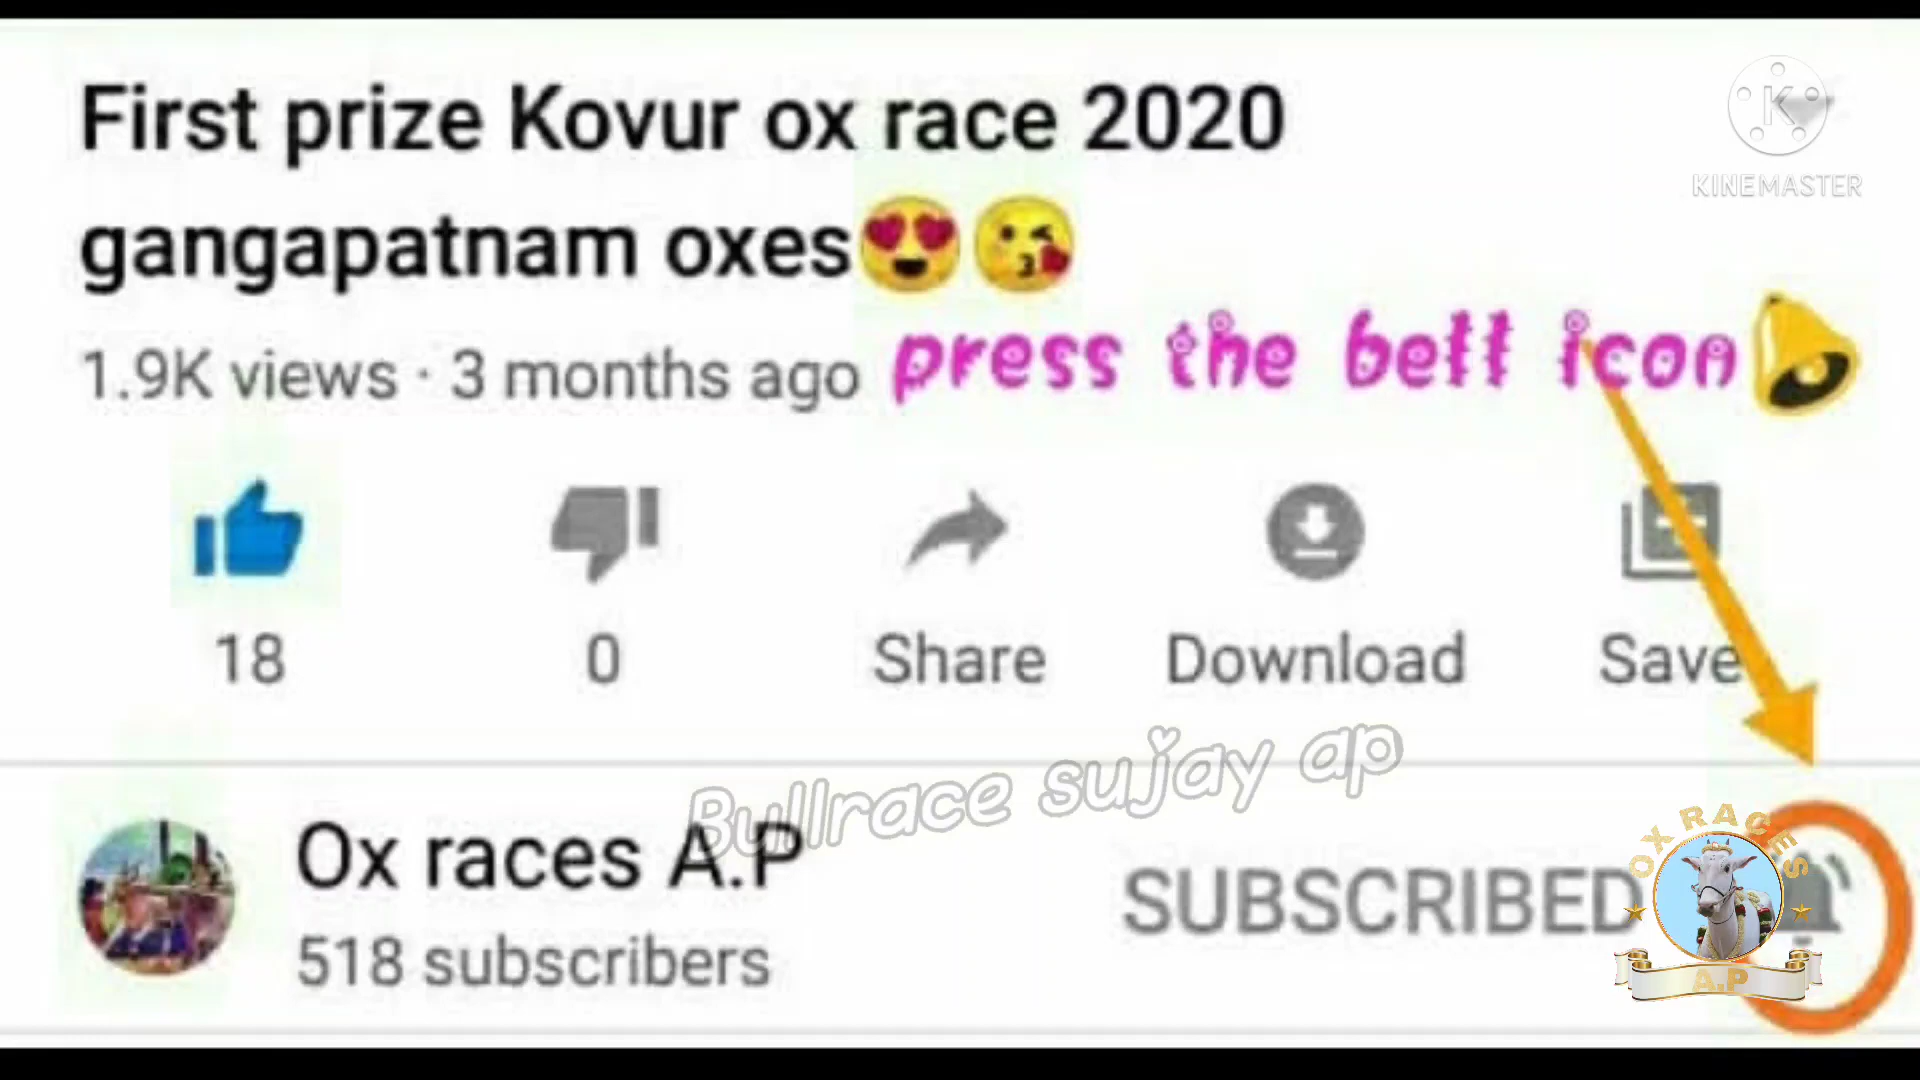 First prize Kovur ox race 2020
gangapatnam oxes😍😘
1.9K views · 3 months ago
press the bell icon🔔
18
0
Share
Download
Save
Ox races A.P
518 subscribers
SUBSCRIBED
Bullrace sujay ap
OX RACES
A.P
K
KINEMASTER